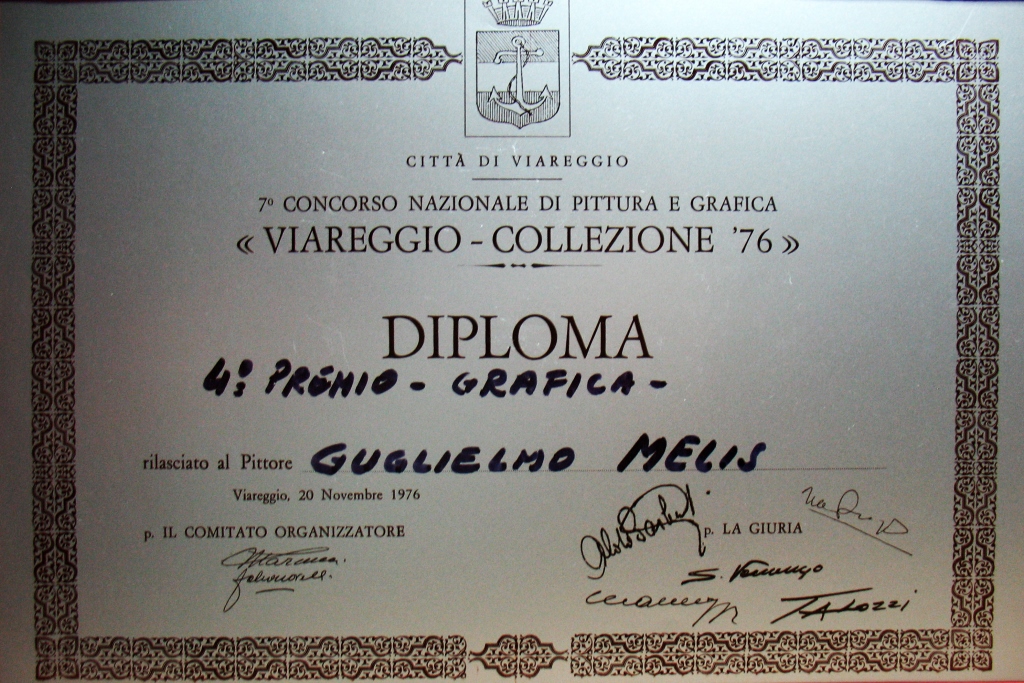 CITTÀ DI VIAREGGIO
7º CONCORSO NAZIONALE DI PITTURA E GRAFICA
« VIAREGGIO - COLLEZIONE '76 »
DIPLOMA
4º PREMIO - GRAFICA -
rilasciato al Pittore GUGLIELMO MELIS
Viareggio, 20 Novembre 1976
p. IL COMITATO ORGANIZZATORE
p. LA GIURIA